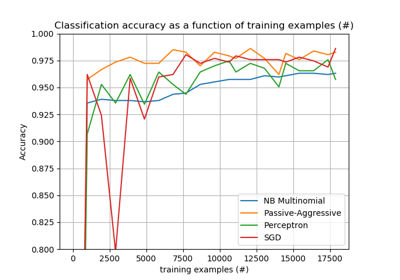 Classification accuracy as a function of training examples (#)
1.000
0.975
0.950
0.925
0.900
0.875
0.850
0.825
0.800
Accuracy
NB Multinomial
Passive-Aggressive
Perceptron
SGD
0
2500
5000
7500
10000
12500
15000
17500
training examples (#)